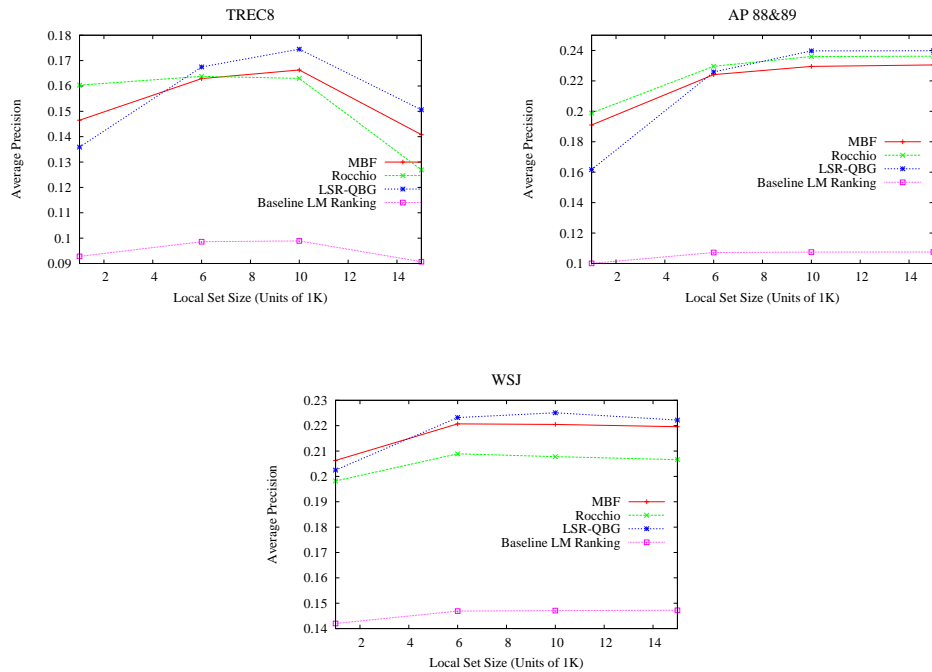 TREC8
0.18
0.17
0.16
0.15
0.14
0.13
0.12
0.11
0.1
0.09
Average Precision
MBF
Rocchio
LSR-QBG
Baseline LM Ranking
2 4 6 8 10 12 14
Local Set Size (Units of 1K)
AP 88&89
0.24
0.22
0.2
0.18
0.16
0.14
0.12
0.1
Average Precision
MBF
Rocchio
LSR-QBG
Baseline LM Ranking
2 4 6 8 10 12 14
Local Set Size (Units of 1K)
WSJ
0.23
0.22
0.21
0.2
0.19
0.18
0.17
0.16
0.15
0.14
Average Precision
MBF
Rocchio
LSR-QBG
Baseline LM Ranking
2 4 6 8 10 12 14
Local Set Size (Units of 1K)